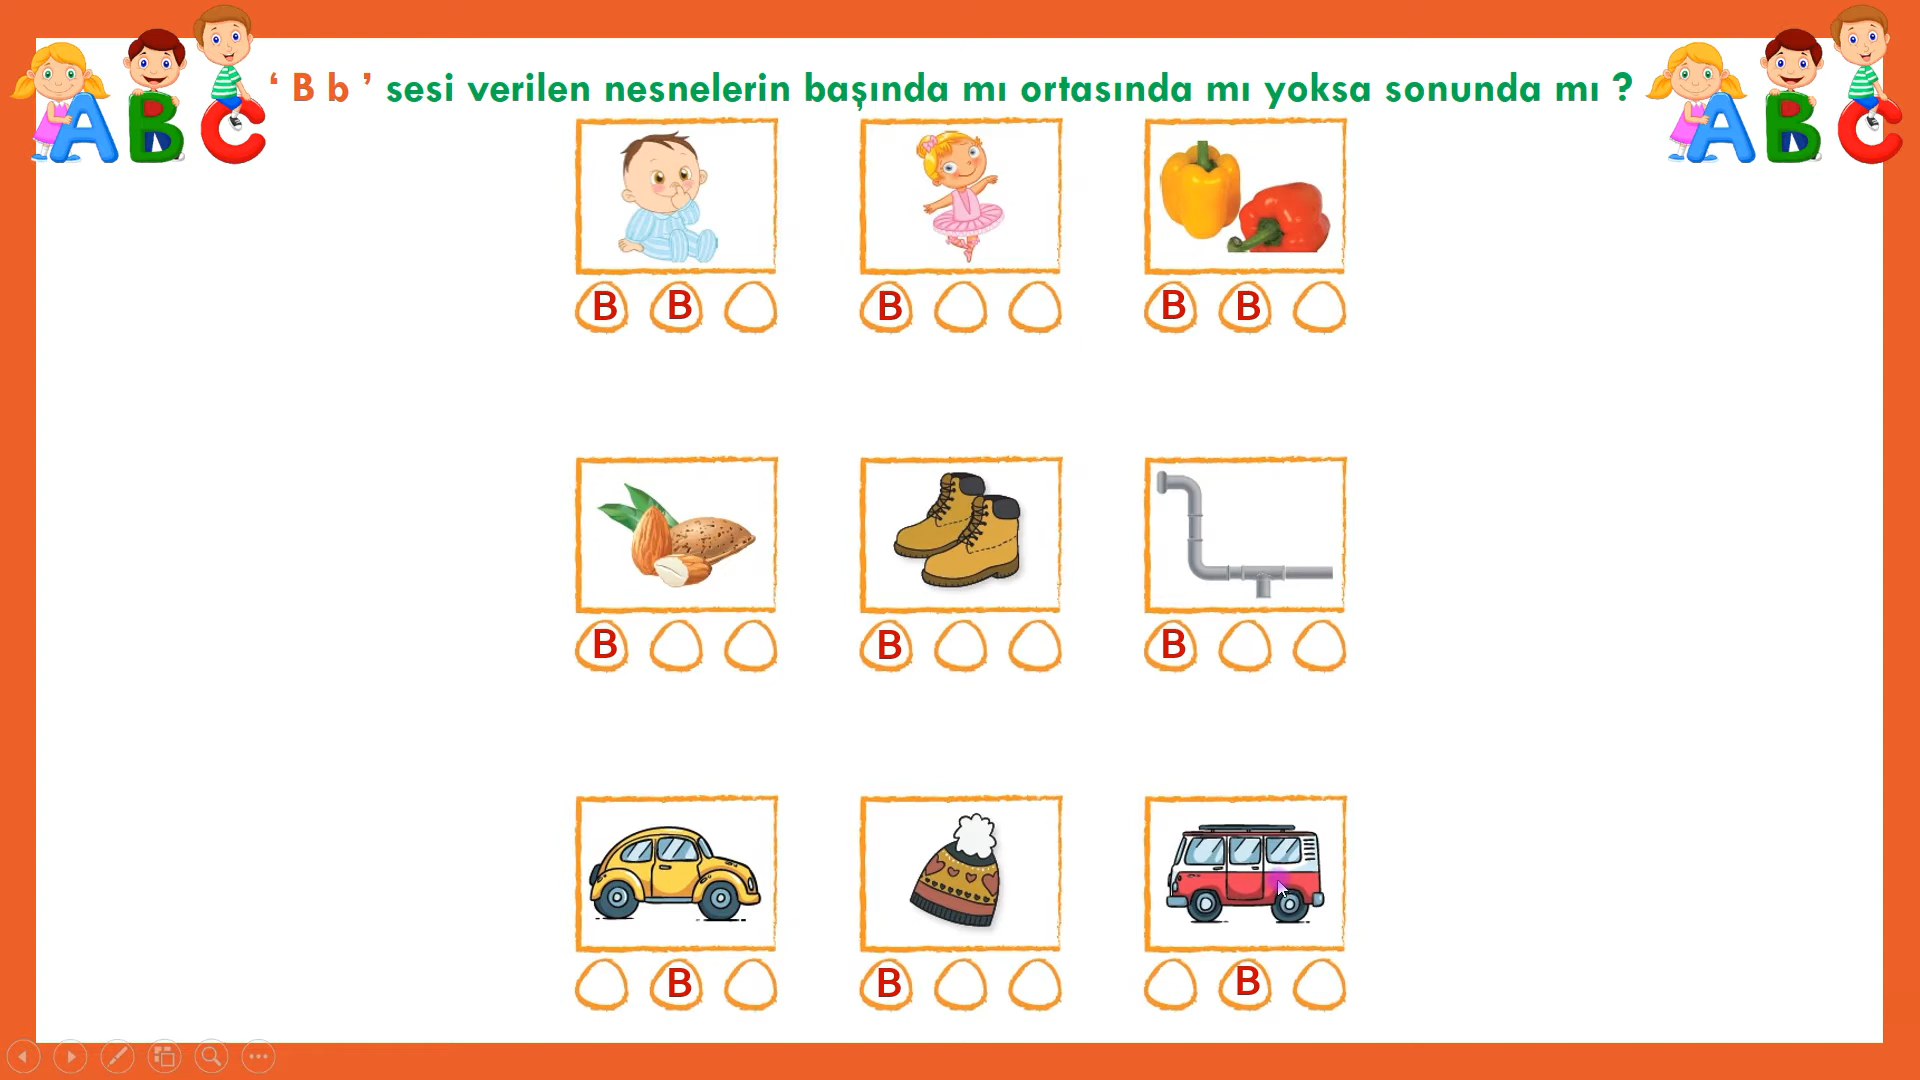 A B C ‘ B b ’ sesi verilen nesnelerin başında mı ortasında mı yoksa sonunda mı ? A B C
B B B B B
B B B
B B B